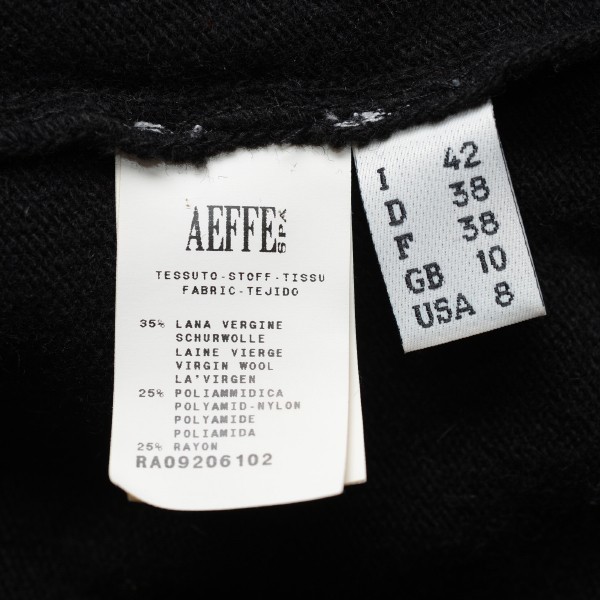 AEFFE SPA
TESSUTO-STOFF-TISSU
FABRIC-TEJIDO
35% LANA VERGINE
SCHURWOLLE
LAINE VIERGE
VIRGIN WOOL
LA'VIRGEN
25% POLIAMMIDICA
POLYAMID-NYLON
POLYAMIDE
POLIAMIDA
25% RAYON
RA09206102
I 42
D 38
F 38
GB 10
USA 8